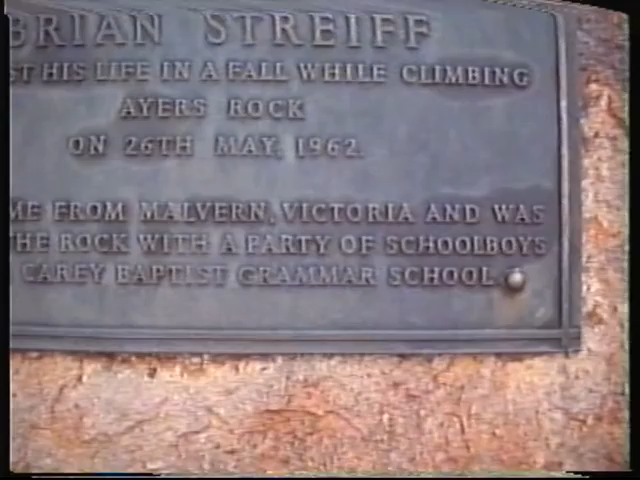 BRIAN STREIFF
ST HIS LIFE IN A FALL WHILE CLIMBING
AYERS ROCK
ON 26TH MAY, 1962.
ME FROM MALVERN, VICTORIA AND WAS
HE ROCK WITH A PARTY OF SCHOOLBOYS
CAREY BAPTIST GRAMMAR SCHOOL.